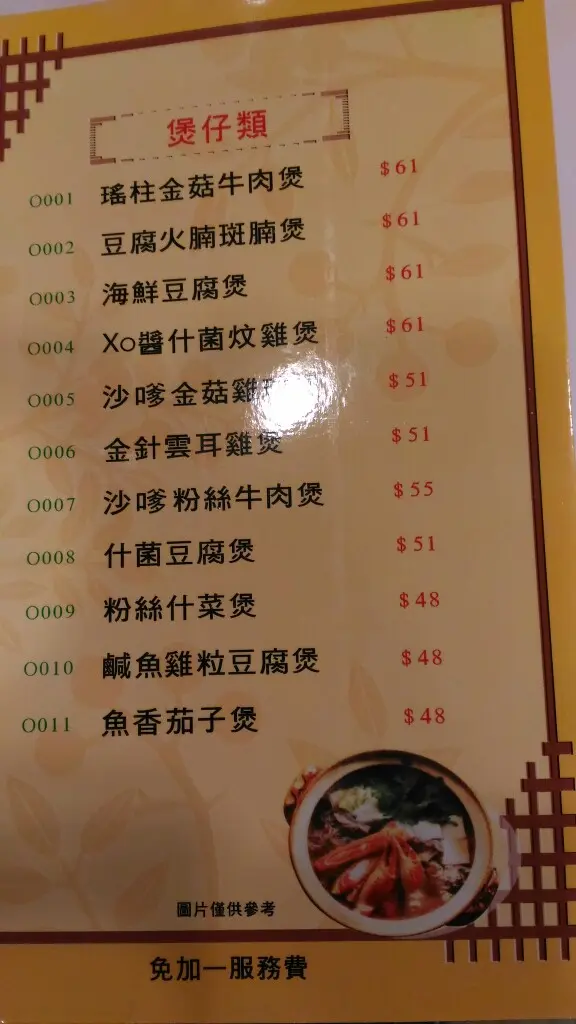 煲仔類
O001 瑤柱金菇牛肉煲 $61
O002 豆腐火腩斑腩煲 $61
O003 海鮮豆腐煲 $61
O004 Xo醬什菌炆雞煲 $61
O005 沙嗲金菇雞 $51
O006 金針雲耳雞煲 $51
O007 沙嗲粉絲牛肉煲 $55
O008 什菌豆腐煲 $51
O009 粉絲什菜煲 $48
O010 鹹魚雞粒豆腐煲 $48
O011 魚香茄子煲 $48
圖片僅供參考
免加一服務費